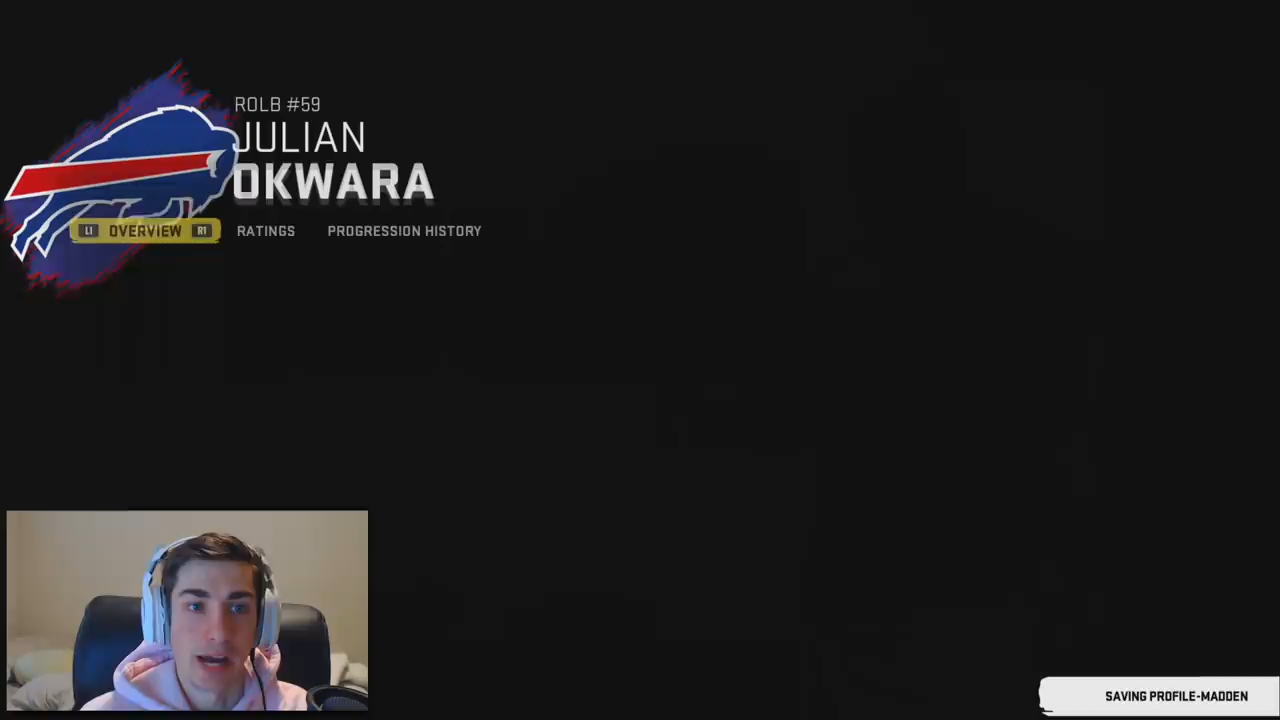 ROLB #59
JULIAN
OKWARA
L1 OVERVIEW R1 RATINGS PROGRESSION HISTORY
SAVING PROFILE-MADDEN